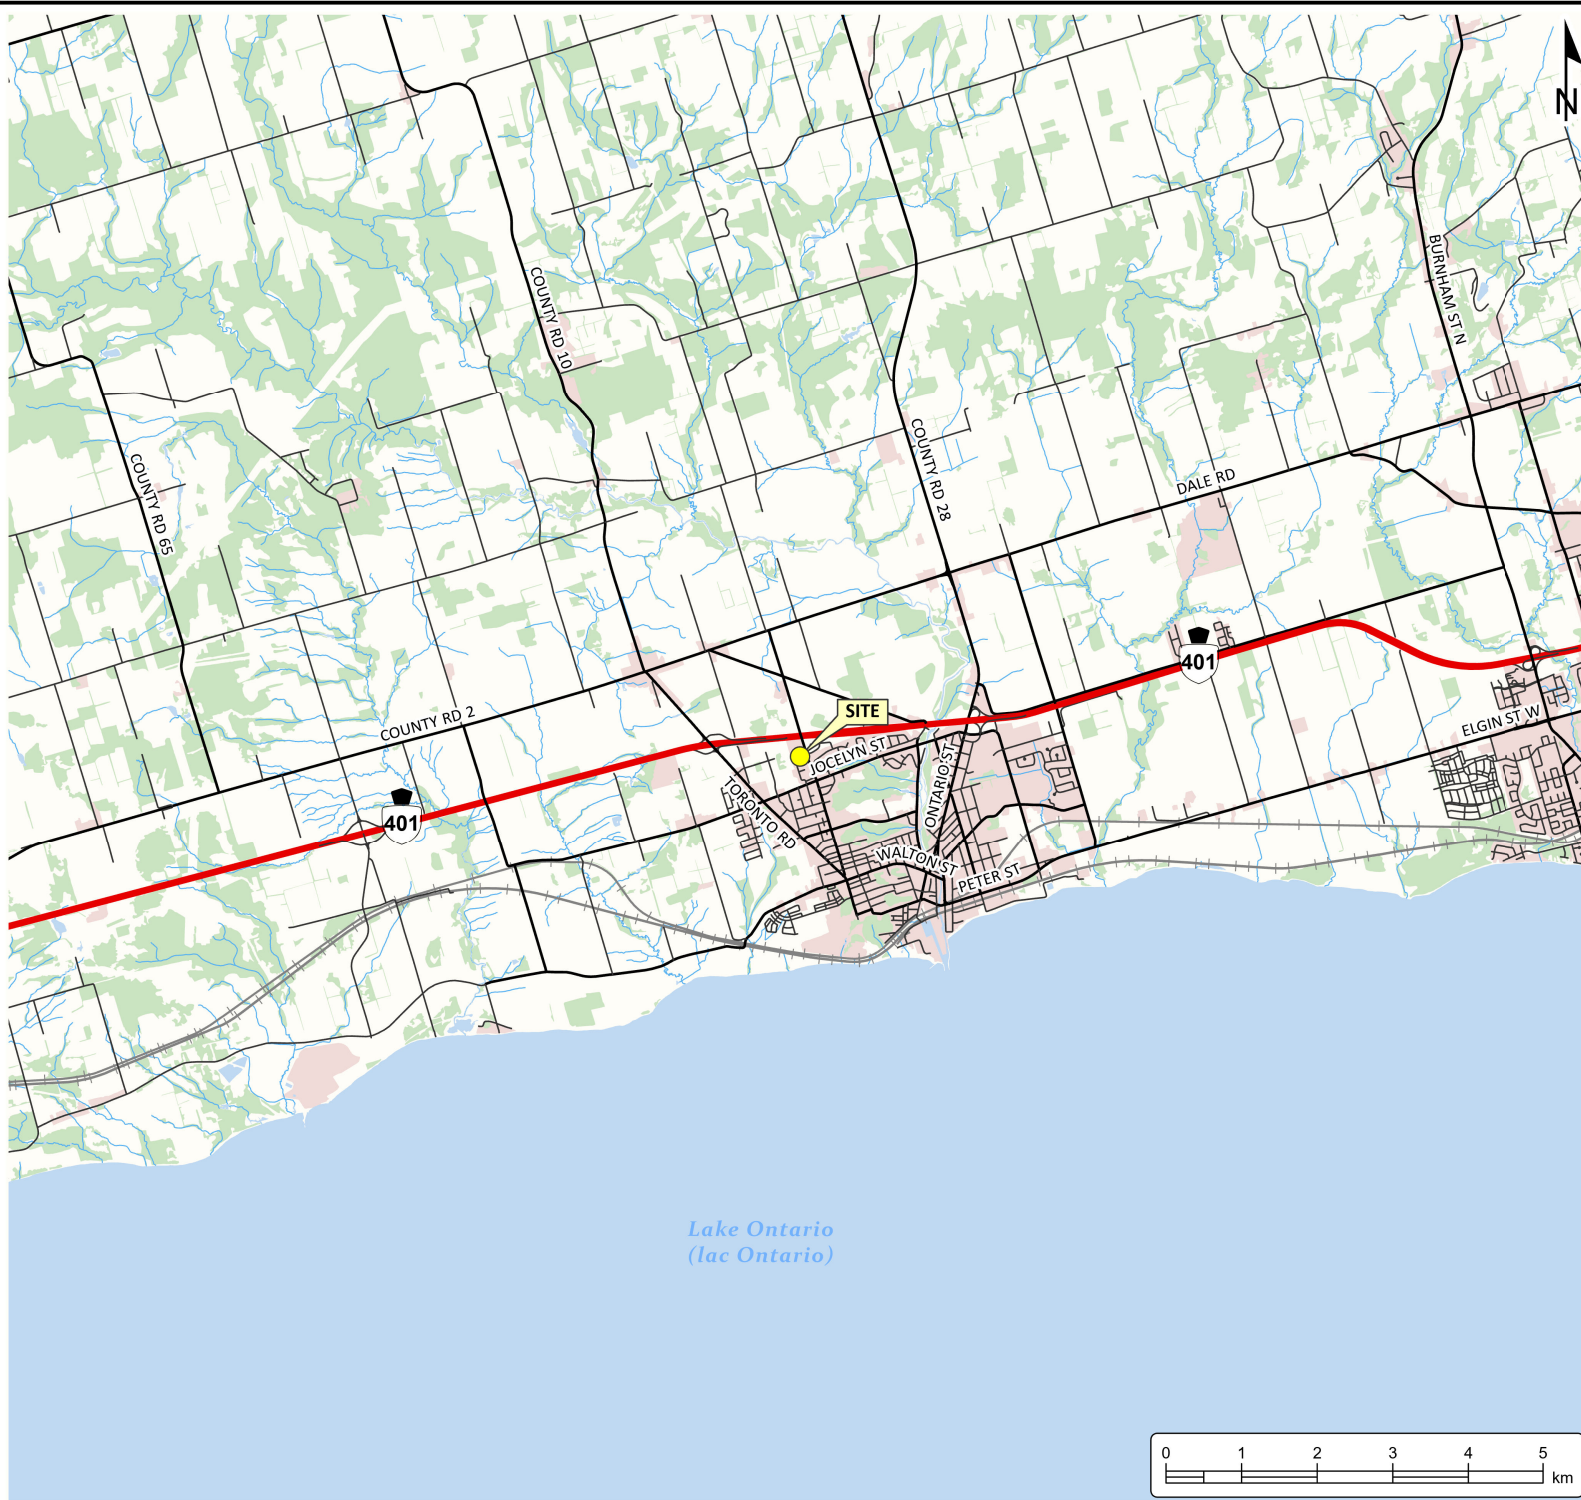 N
BURNHAM ST N
COUNTY RD 10
COUNTY RD 28
COUNTY RD 65
DALE RD
401
SITE
COUNTY RD 2
ELGIN ST W
JOCELYN ST
ONTARIO ST
TORONTO RD
401
WALTON ST
PETER ST
Lake Ontario
(lac Ontario)
0 1 2 3 4 5
km